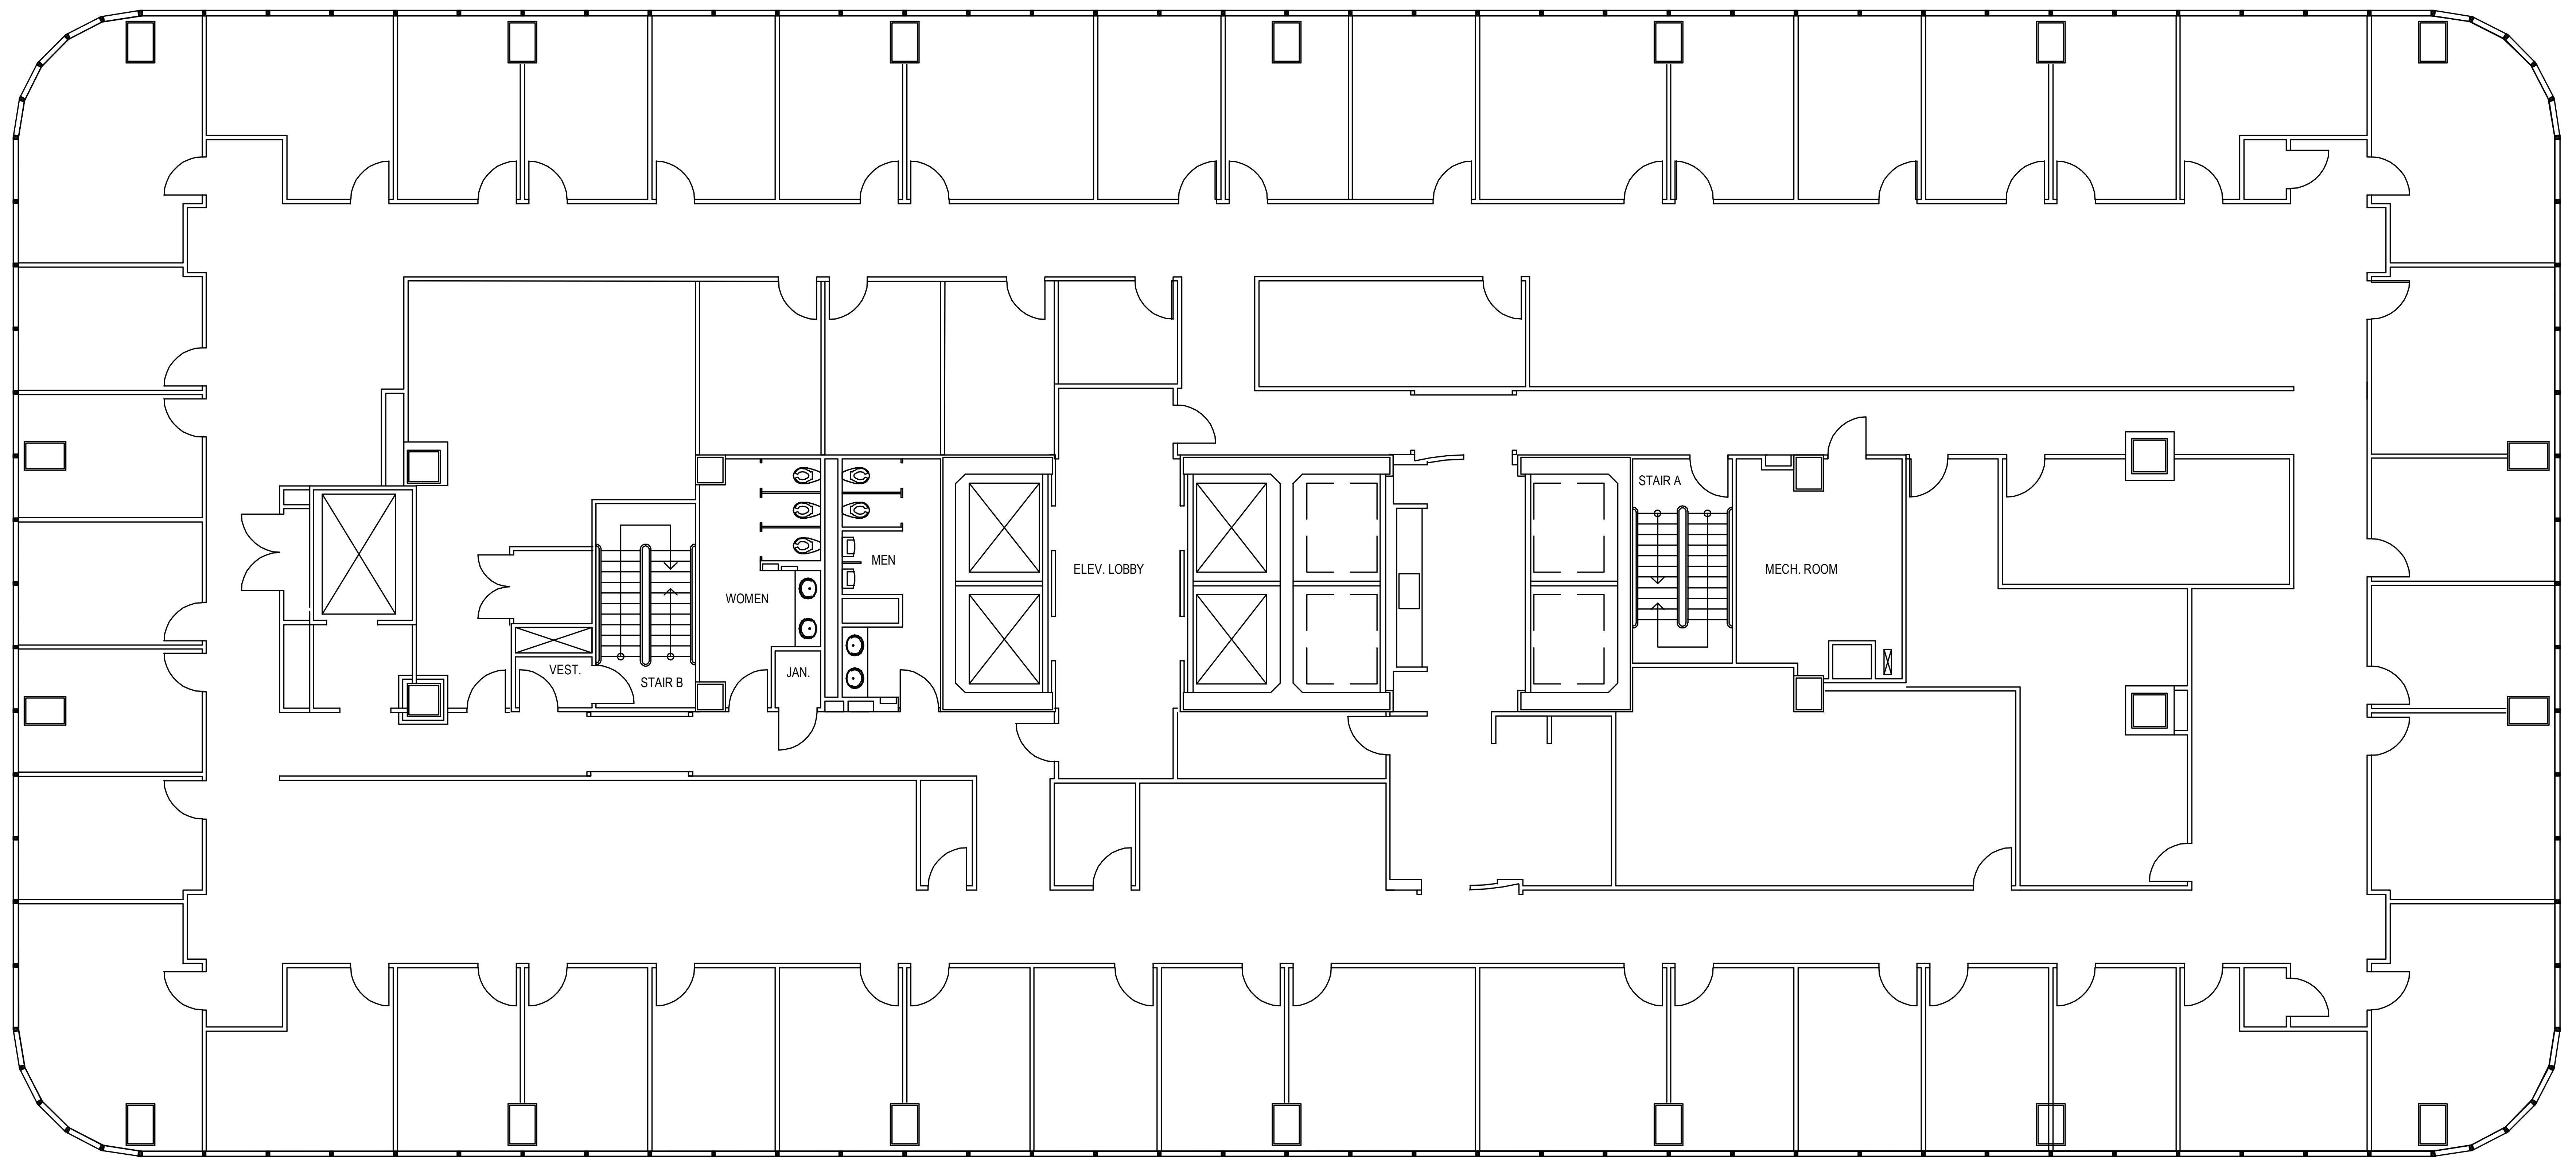 STAIR A
ELEV. LOBBY
MECH. ROOM
MEN
WOMEN
VEST.
STAIR B
JAN.